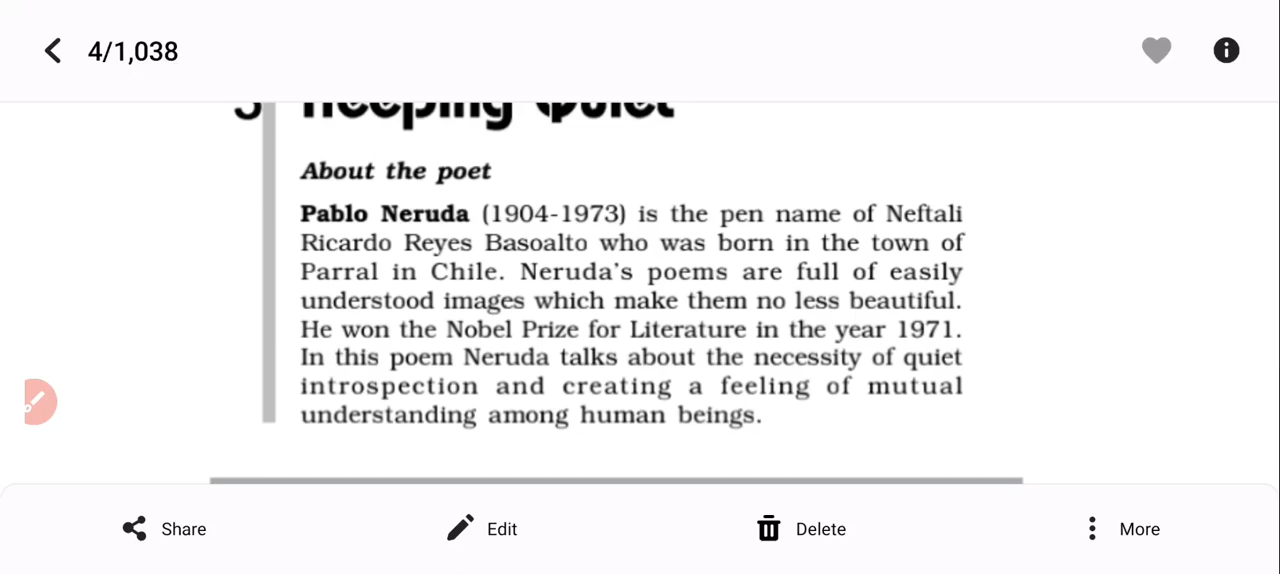 4/1,038
3 Keeping Quiet
About the poet
Pablo Neruda (1904-1973) is the pen name of Neftali
Ricardo Reyes Basoalto who was born in the town of
Parral in Chile. Neruda's poems are full of easily
understood images which make them no less beautiful.
He won the Nobel Prize for Literature in the year 1971.
In this poem Neruda talks about the necessity of quiet
introspection and creating a feeling of mutual
understanding among human beings.
Share Edit Delete More